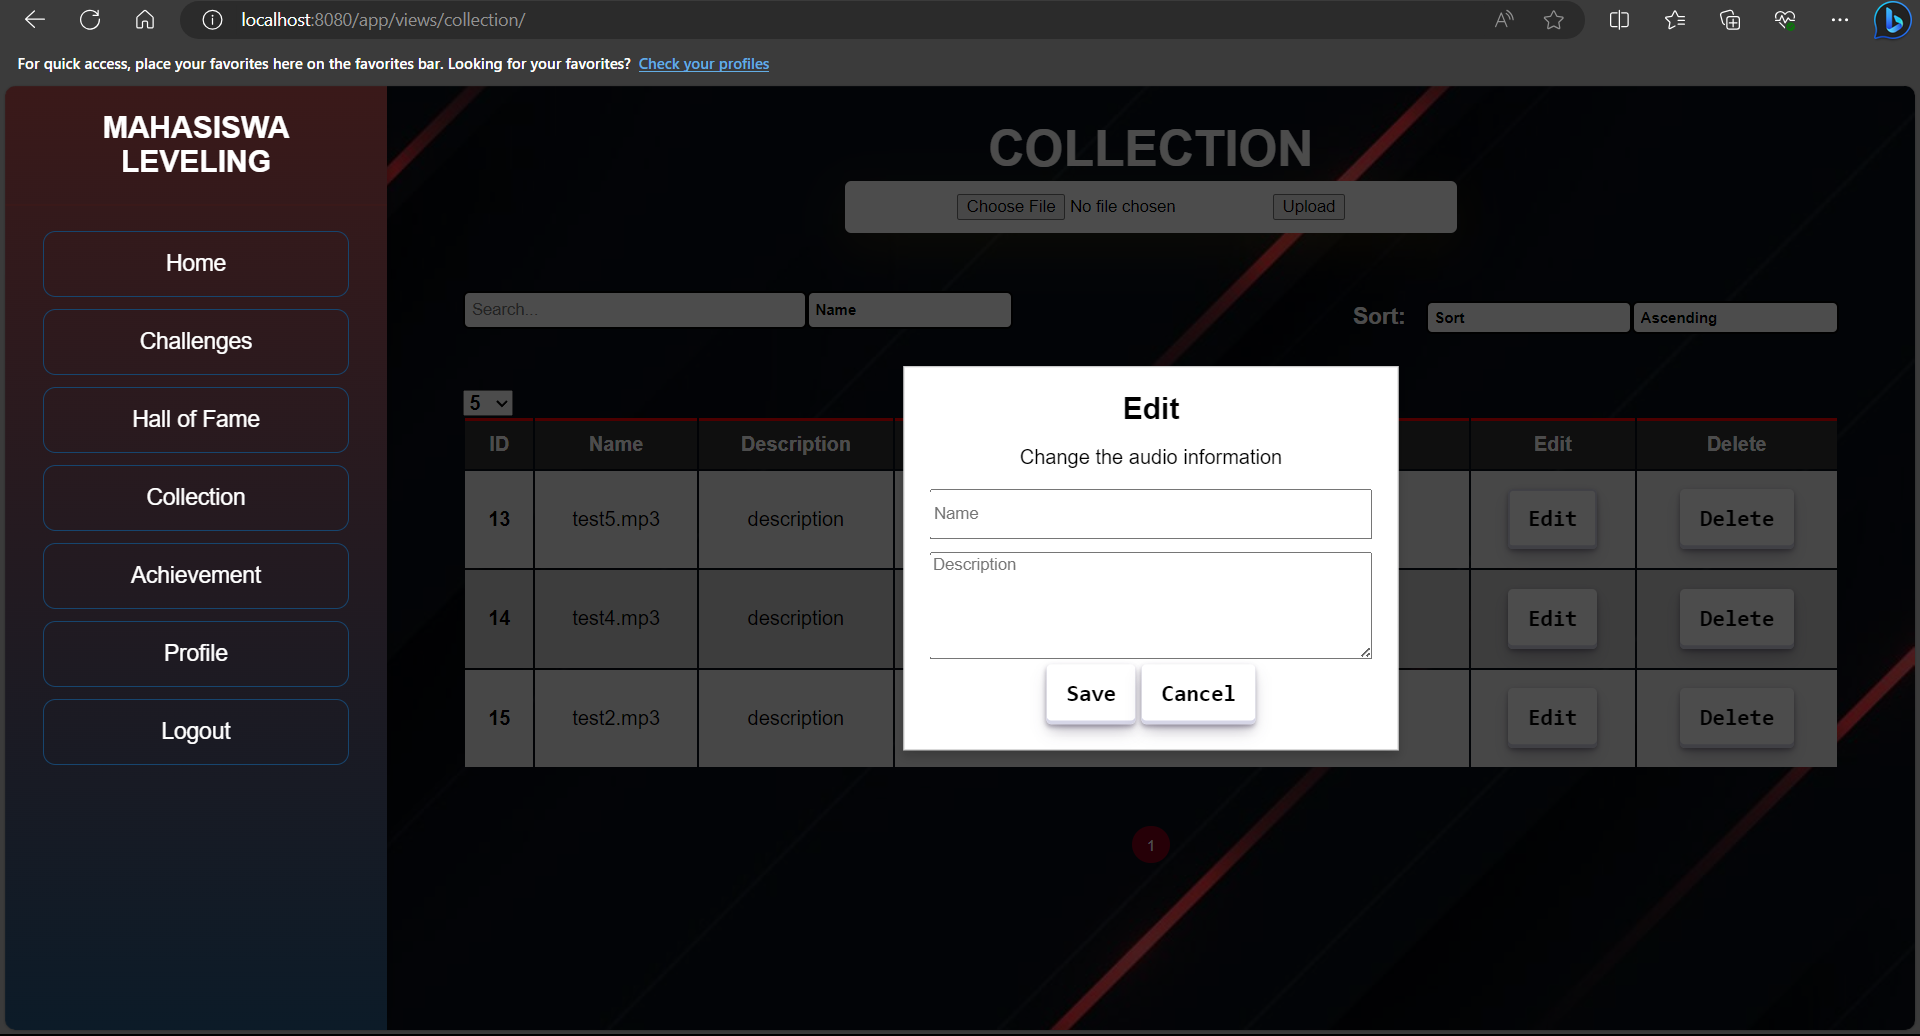 localhost:8080/app/views/collection/
For quick access, place your favorites here on the favorites bar. Looking for your favorites? Check your profiles
MAHASISWA
LEVELING
Home
Challenges
Hall of Fame
Collection
Achievement
Profile
Logout
COLLECTION
Choose File No file chosen Upload
Search... Name Sort: Sort Ascending
5
ID Name Description Edit Delete
13 test5.mp3 description Edit Delete
14 test4.mp3 description Edit Delete
15 test2.mp3 description Edit Delete
Edit
Change the audio information
Name
Description
Save Cancel
1